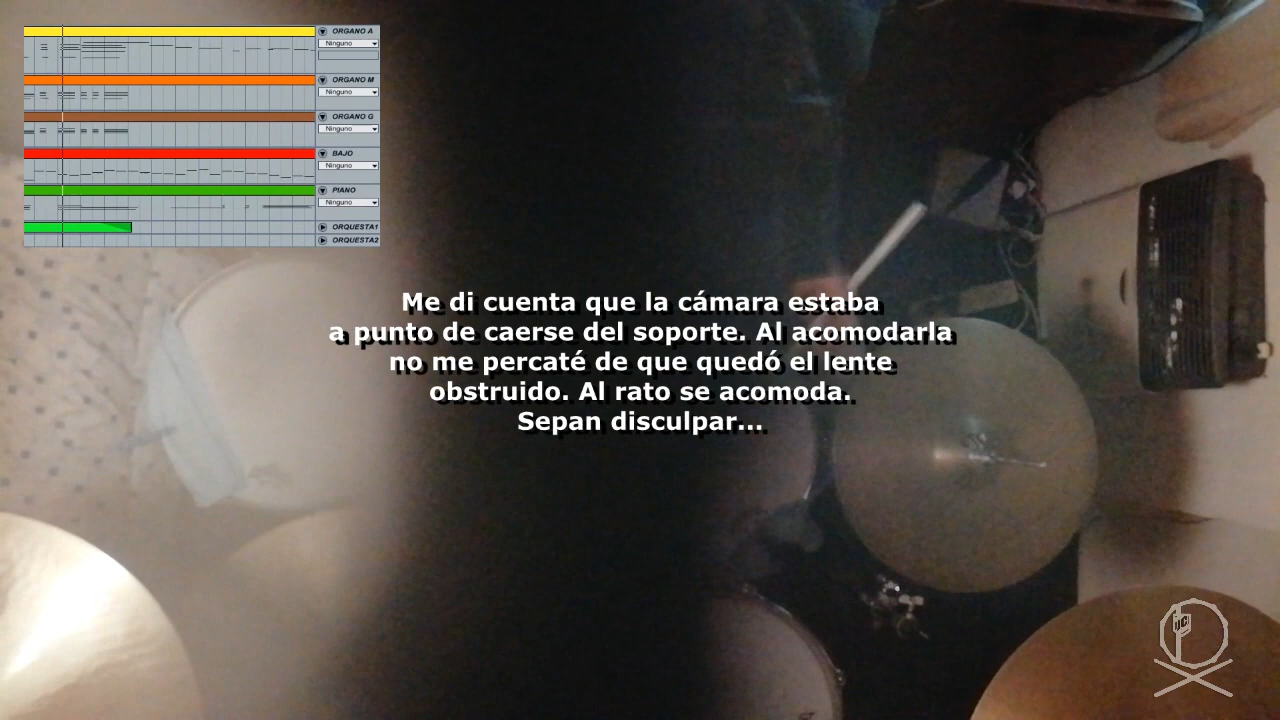 ORGANO A
Ninguno
ORGANO M
Ninguno
ORGANO G
Ninguno
BAJO
Ninguno
PIANO
Ninguno
ORQUESTA1
ORQUESTA2
Me di cuenta que la cámara estaba
a punto de caerse del soporte. Al acomodarla
no me percaté de que quedó el lente
obstruido. Al rato se acomoda.
Sepan disculpar...